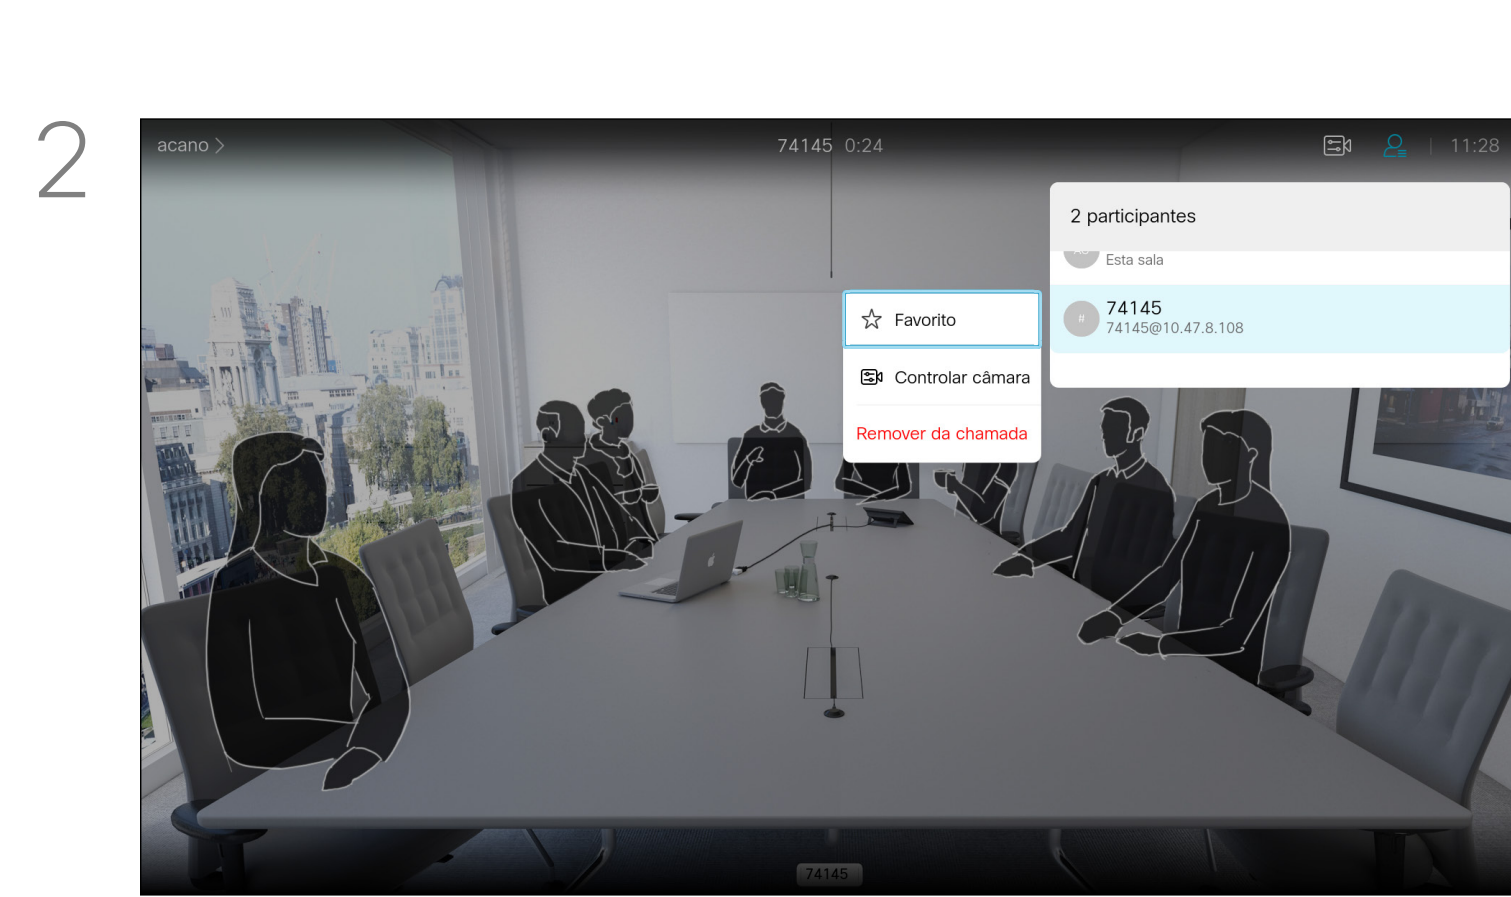 2
acano
74145 0:24
11:28
2 participantes
Esta sala
#
74145
74145@10.47.8.108
Favorito
Controlar câmara
Remover da chamada
74145